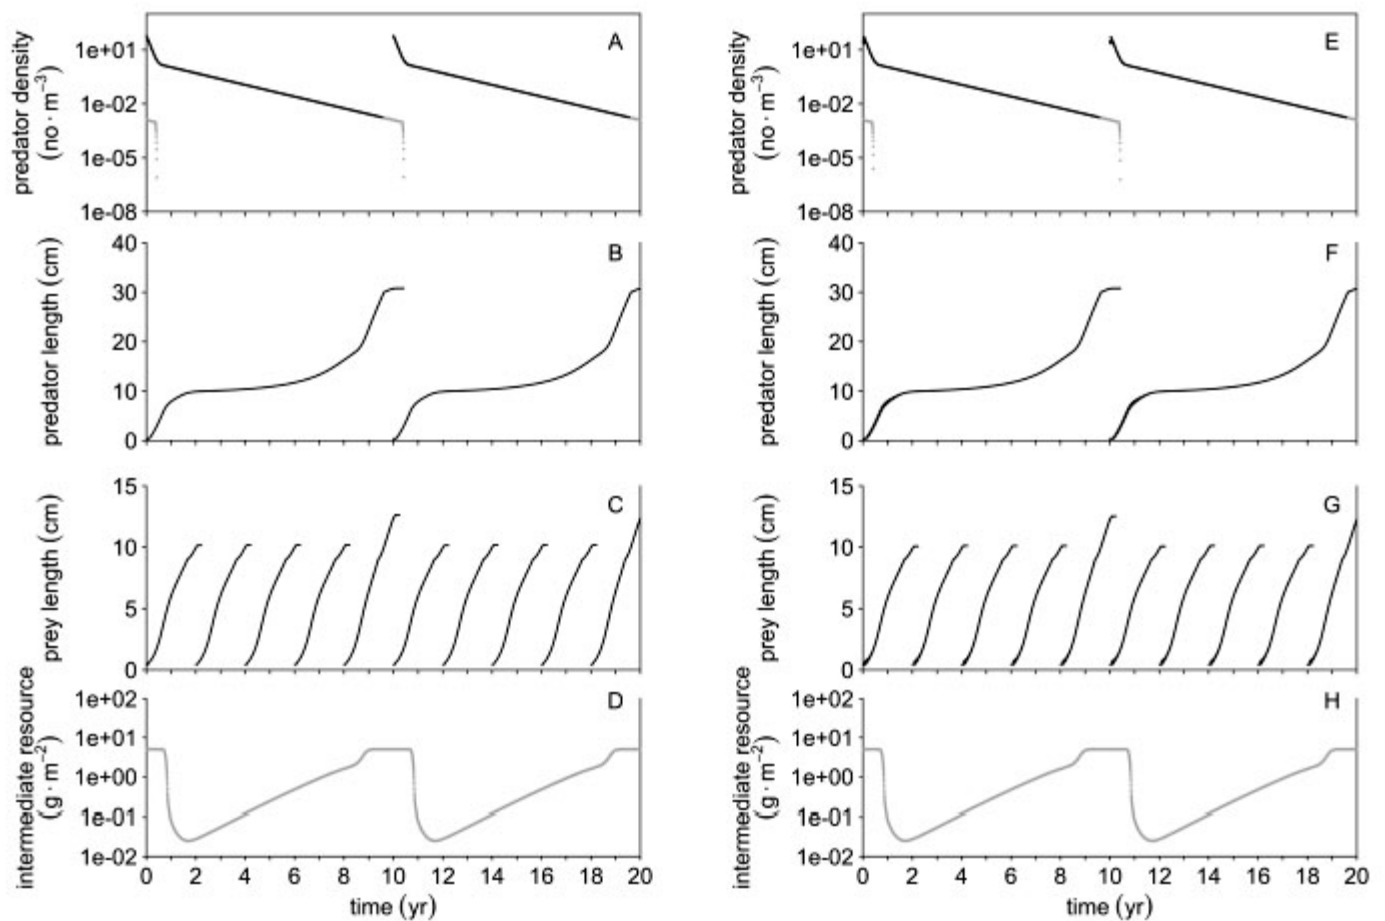 A
predator density
(no · m⁻³)
1e+01
1e-02
1e-05
1e-08
B
predator length (cm)
40
30
20
10
0
C
prey length (cm)
15
10
5
0
D
intermediate resource
(g · m⁻²)
1e+02
1e+01
1e+00
1e-01
1e-02
0 2 4 6 8 10 12 14 16 18 20
time (yr)
E
predator density
(no · m⁻³)
1e+01
1e-02
1e-05
1e-08
F
predator length (cm)
40
30
20
10
0
G
prey length (cm)
15
10
5
0
H
intermediate resource
(g · m⁻²)
1e+02
1e+01
1e+00
1e-01
1e-02
0 2 4 6 8 10 12 14 16 18 20
time (yr)